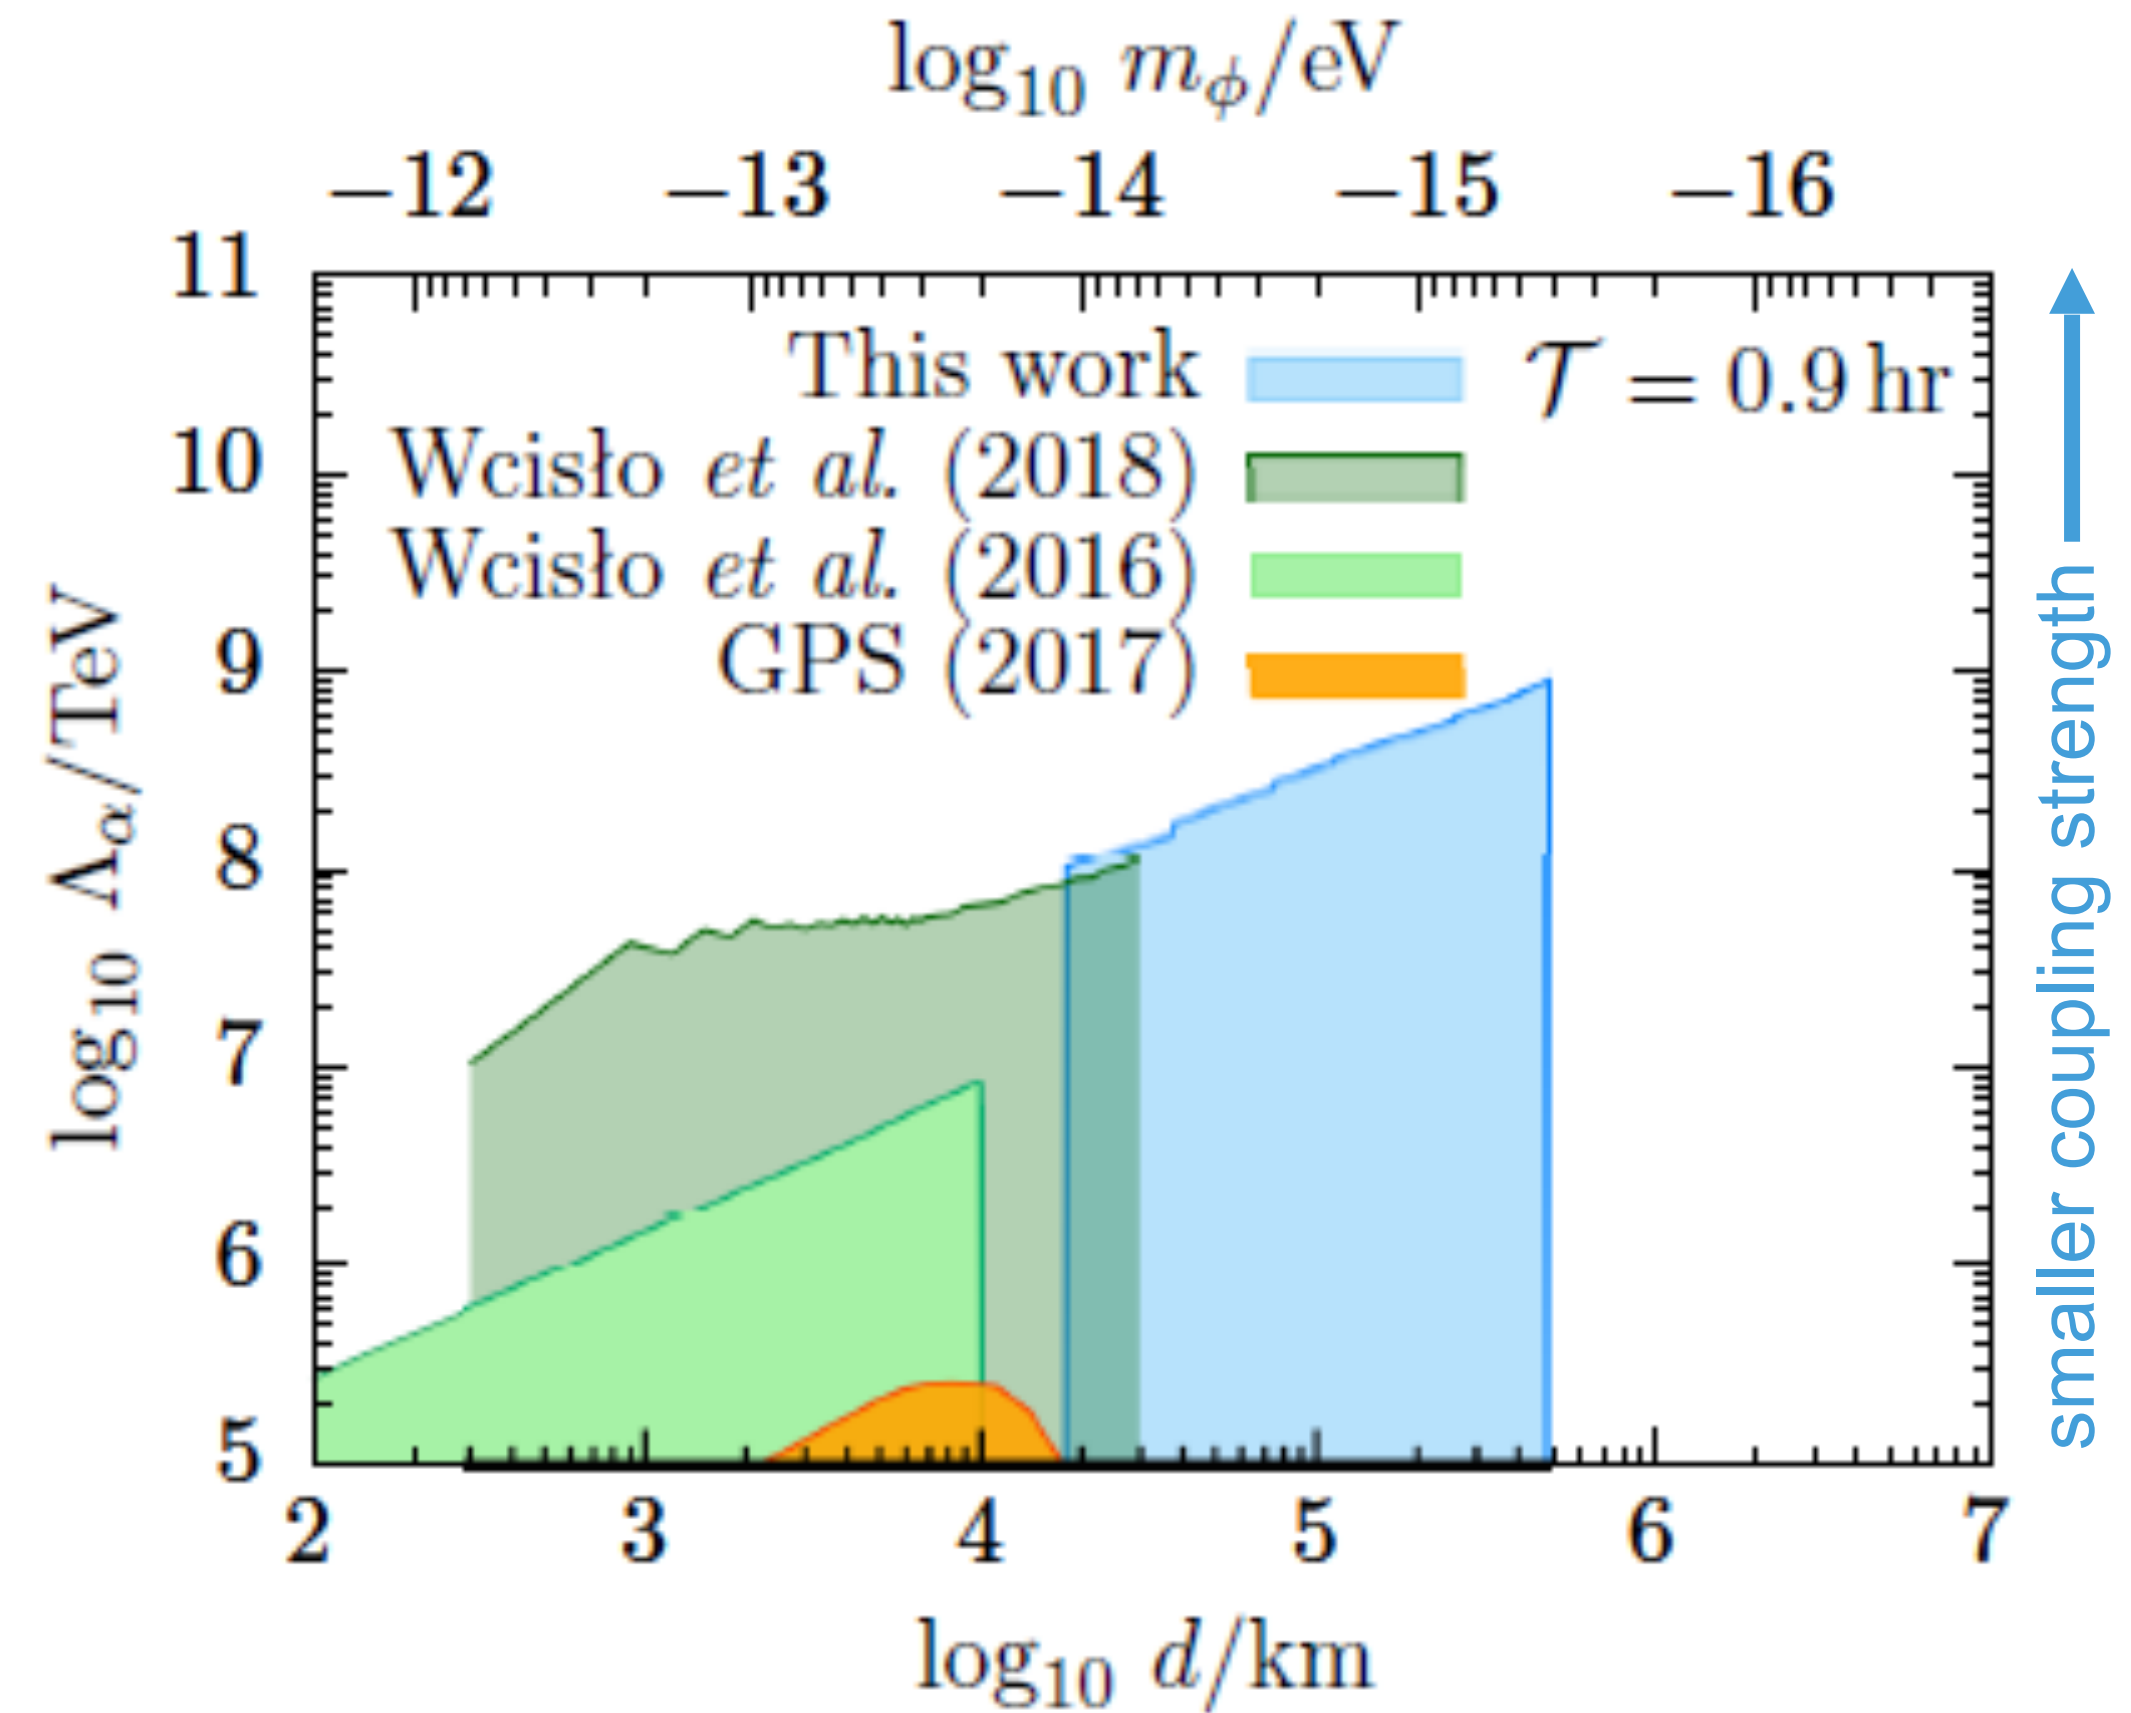 log₁₀ m_ϕ/eV
−12 −13 −14 −15 −16
11
10
9
8
7
6
5
log₁₀ Λ_α/TeV
This work
𝒯 = 0.9 hr
Wcisło et al. (2018)
Wcisło et al. (2016)
GPS (2017)
2 3 4 5 6 7
log₁₀ d/km
smaller coupling strength